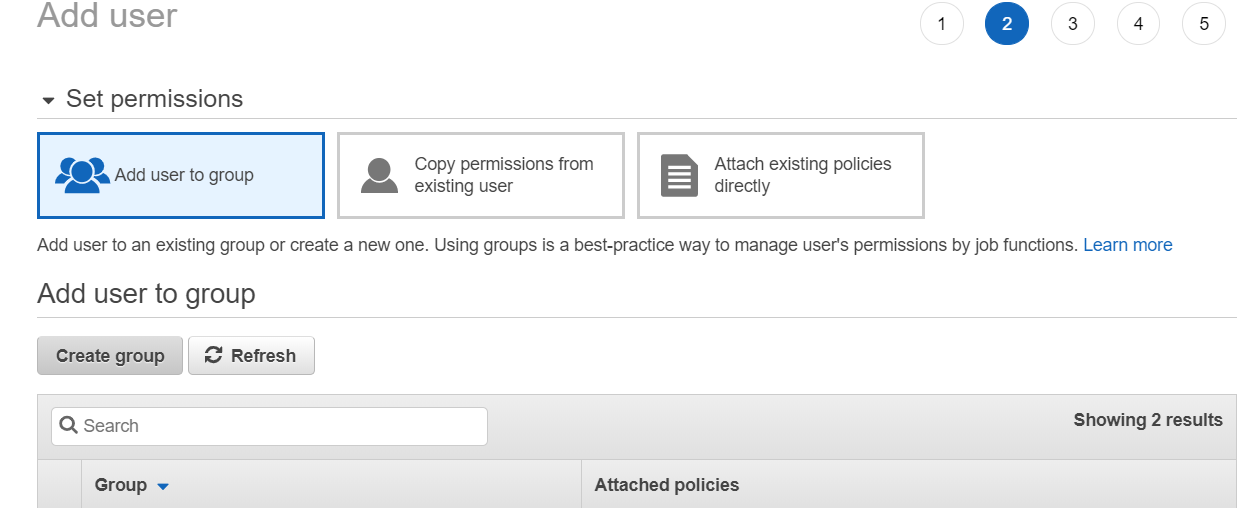 Add user
1 2 3 4 5
Set permissions
Add user to group
Copy permissions from
existing user
Attach existing policies
directly
Add user to an existing group or create a new one. Using groups is a best-practice way to manage user's permissions by job functions. Learn more
Add user to group
Create group
Refresh
Search
Showing 2 results
Group
Attached policies